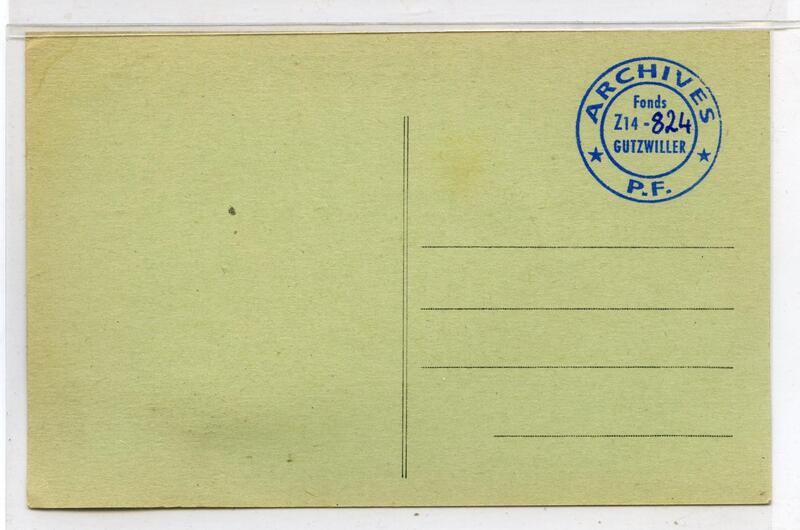 ARCHIVES
Fonds
Z14 - 824
GUTZWILLER
P.F.